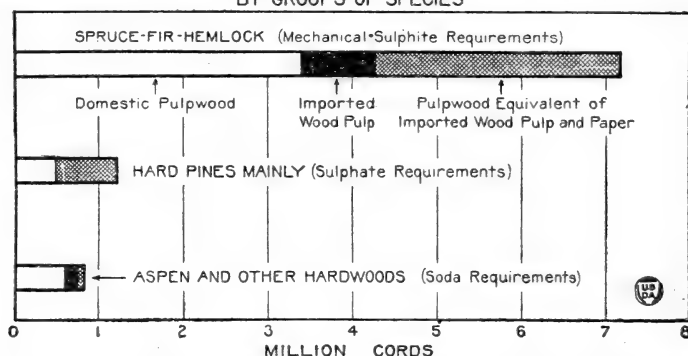 BY GROUPS OF SPECIES
SPRUCE-FIR-HEMLOCK (Mechanical-Sulphite Requirements)
Domestic Pulpwood
Imported
Wood Pulp
Pulpwood Equivalent of
Imported Wood Pulp and Paper
HARD PINES MAINLY (Sulphate Requirements)
ASPEN AND OTHER HARDWOODS (Soda Requirements)
US
DA
0 1 2 3 4 5 6 7 8
MILLION CORDS